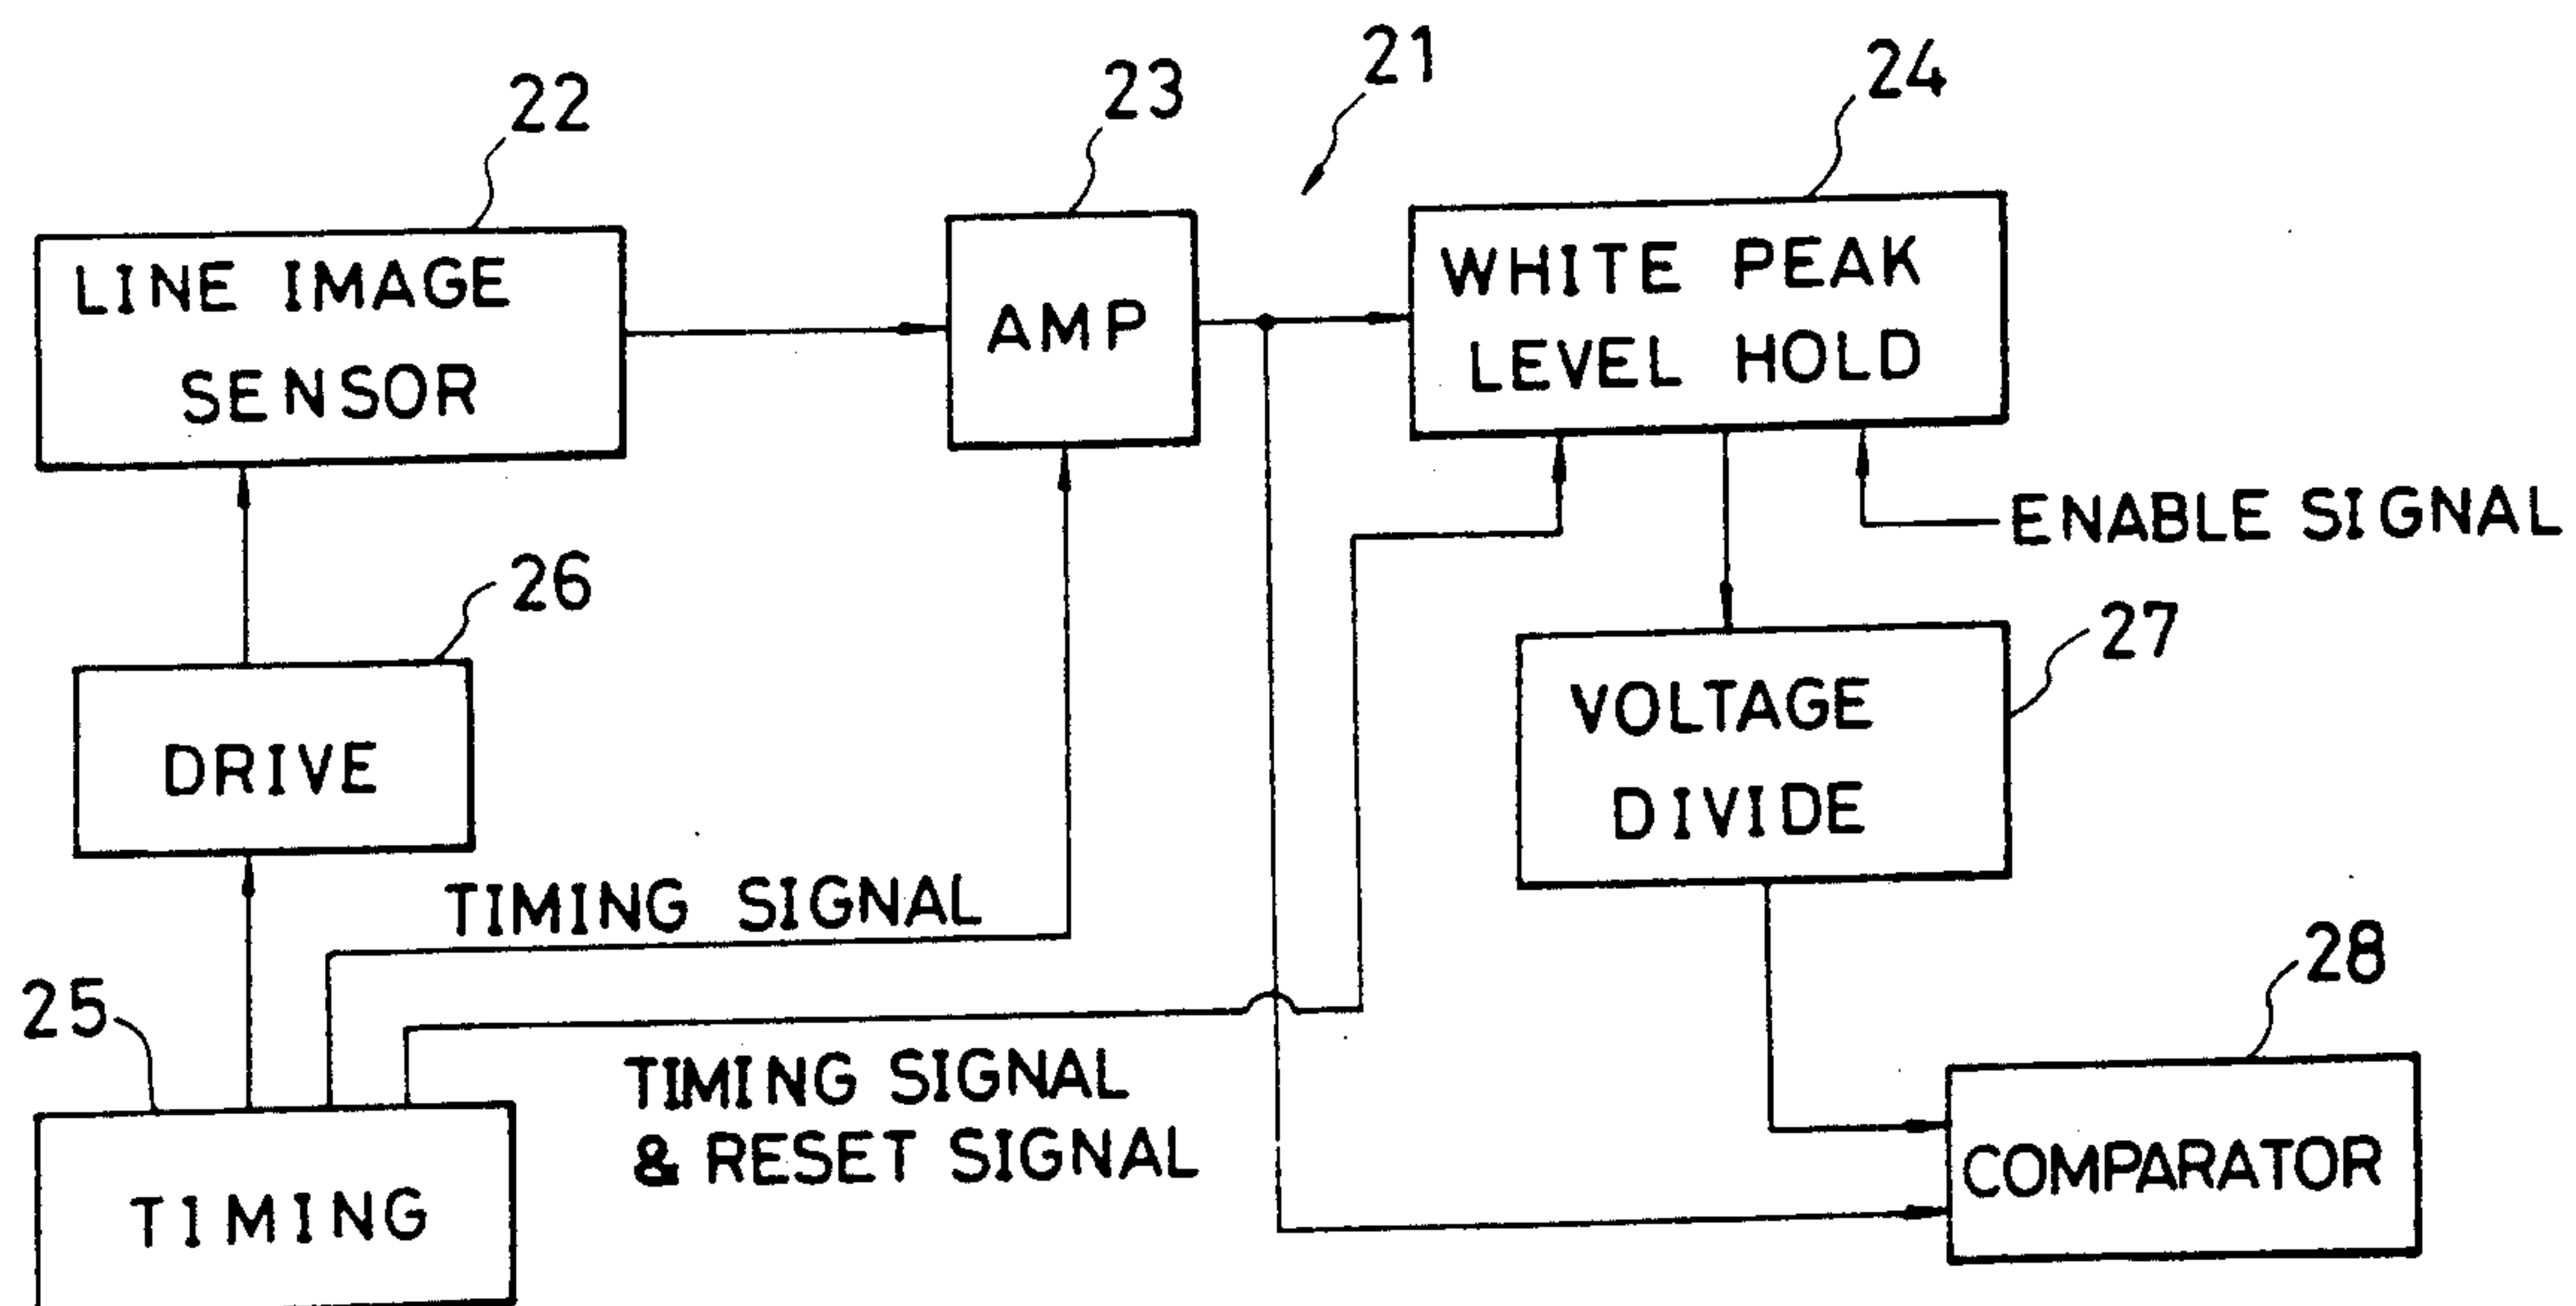 21
22
23
24
LINE IMAGE
SENSOR
AMP
WHITE PEAK
LEVEL HOLD
ENABLE SIGNAL
26
DRIVE
27
VOLTAGE
DIVIDE
TIMING SIGNAL
25
TIMING SIGNAL
& RESET SIGNAL
TIMING
28
COMPARATOR